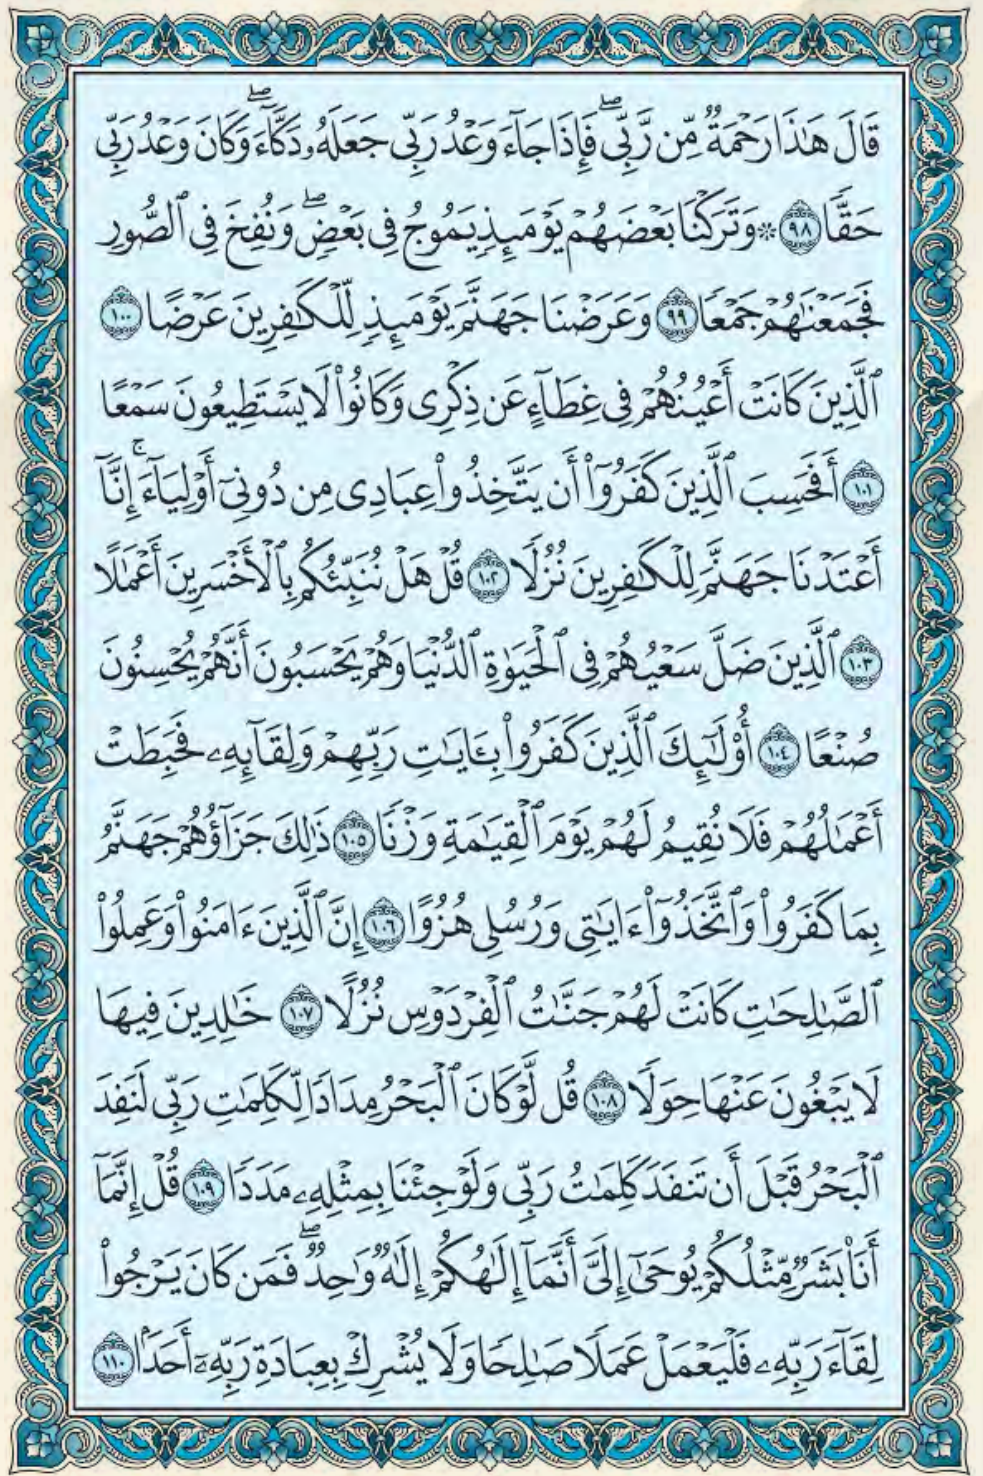 قَالَ هَٰذَا رَحْمَةٌ مِّن رَّبِّي ۖ فَإِذَا جَآءَ وَعْدُ رَبِّي جَعَلَهُۥ دَكَّآءَ ۖ وَكَانَ وَعْدُ رَبِّي
حَقًّا ٩٨ ۞ وَتَرَكْنَا بَعْضَهُمْ يَوْمَئِذٍ يَمُوجُ فِي بَعْضٍ ۖ وَنُفِخَ فِي ٱلصُّورِ
فَجَمَعْنَٰهُمْ جَمْعًا ٩٩ وَعَرَضْنَا جَهَنَّمَ يَوْمَئِذٍ لِّلْكَٰفِرِينَ عَرْضًا ١٠٠
ٱلَّذِينَ كَانَتْ أَعْيُنُهُمْ فِي غِطَآءٍ عَن ذِكْرِي وَكَانُوا۟ لَا يَسْتَطِيعُونَ سَمْعًا
١٠١ أَفَحَسِبَ ٱلَّذِينَ كَفَرُوٓا۟ أَن يَتَّخِذُوا۟ عِبَادِي مِن دُونِيٓ أَوْلِيَآءَ ۚ إِنَّآ
أَعْتَدْنَا جَهَنَّمَ لِلْكَٰفِرِينَ نُزُلًا ١٠٢ قُلْ هَلْ نُنَبِّئُكُم بِٱلْأَخْسَرِينَ أَعْمَٰلًا
١٠٣ ٱلَّذِينَ ضَلَّ سَعْيُهُمْ فِي ٱلْحَيَوٰةِ ٱلدُّنْيَا وَهُمْ يَحْسَبُونَ أَنَّهُمْ يُحْسِنُونَ
صُنْعًا ١٠٤ أُو۟لَٰٓئِكَ ٱلَّذِينَ كَفَرُوا۟ بِـَٔايَٰتِ رَبِّهِمْ وَلِقَآئِهِۦ فَحَبِطَتْ
أَعْمَٰلُهُمْ فَلَا نُقِيمُ لَهُمْ يَوْمَ ٱلْقِيَٰمَةِ وَزْنًا ١٠٥ ذَٰلِكَ جَزَآؤُهُمْ جَهَنَّمُ
بِمَا كَفَرُوا۟ وَٱتَّخَذُوٓا۟ ءَايَٰتِي وَرُسُلِي هُزُوًا ١٠٦ إِنَّ ٱلَّذِينَ ءَامَنُوا۟ وَعَمِلُوا۟
ٱلصَّٰلِحَٰتِ كَانَتْ لَهُمْ جَنَّٰتُ ٱلْفِرْدَوْسِ نُزُلًا ١٠٧ خَٰلِدِينَ فِيهَا
لَا يَبْغُونَ عَنْهَا حِوَلًا ١٠٨ قُل لَّوْ كَانَ ٱلْبَحْرُ مِدَادًا لِّكَلِمَٰتِ رَبِّي لَنَفِدَ
ٱلْبَحْرُ قَبْلَ أَن تَنفَدَ كَلِمَٰتُ رَبِّي وَلَوْ جِئْنَا بِمِثْلِهِۦ مَدَدًا ١٠٩ قُلْ إِنَّمَآ
أَنَا۠ بَشَرٌ مِّثْلُكُمْ يُوحَىٰٓ إِلَيَّ أَنَّمَآ إِلَٰهُكُمْ إِلَٰهٌ وَٰحِدٌ ۖ فَمَن كَانَ يَرْجُوا۟
لِقَآءَ رَبِّهِۦ فَلْيَعْمَلْ عَمَلًا صَٰلِحًا وَلَا يُشْرِكْ بِعِبَادَةِ رَبِّهِۦٓ أَحَدًۢا ١١٠